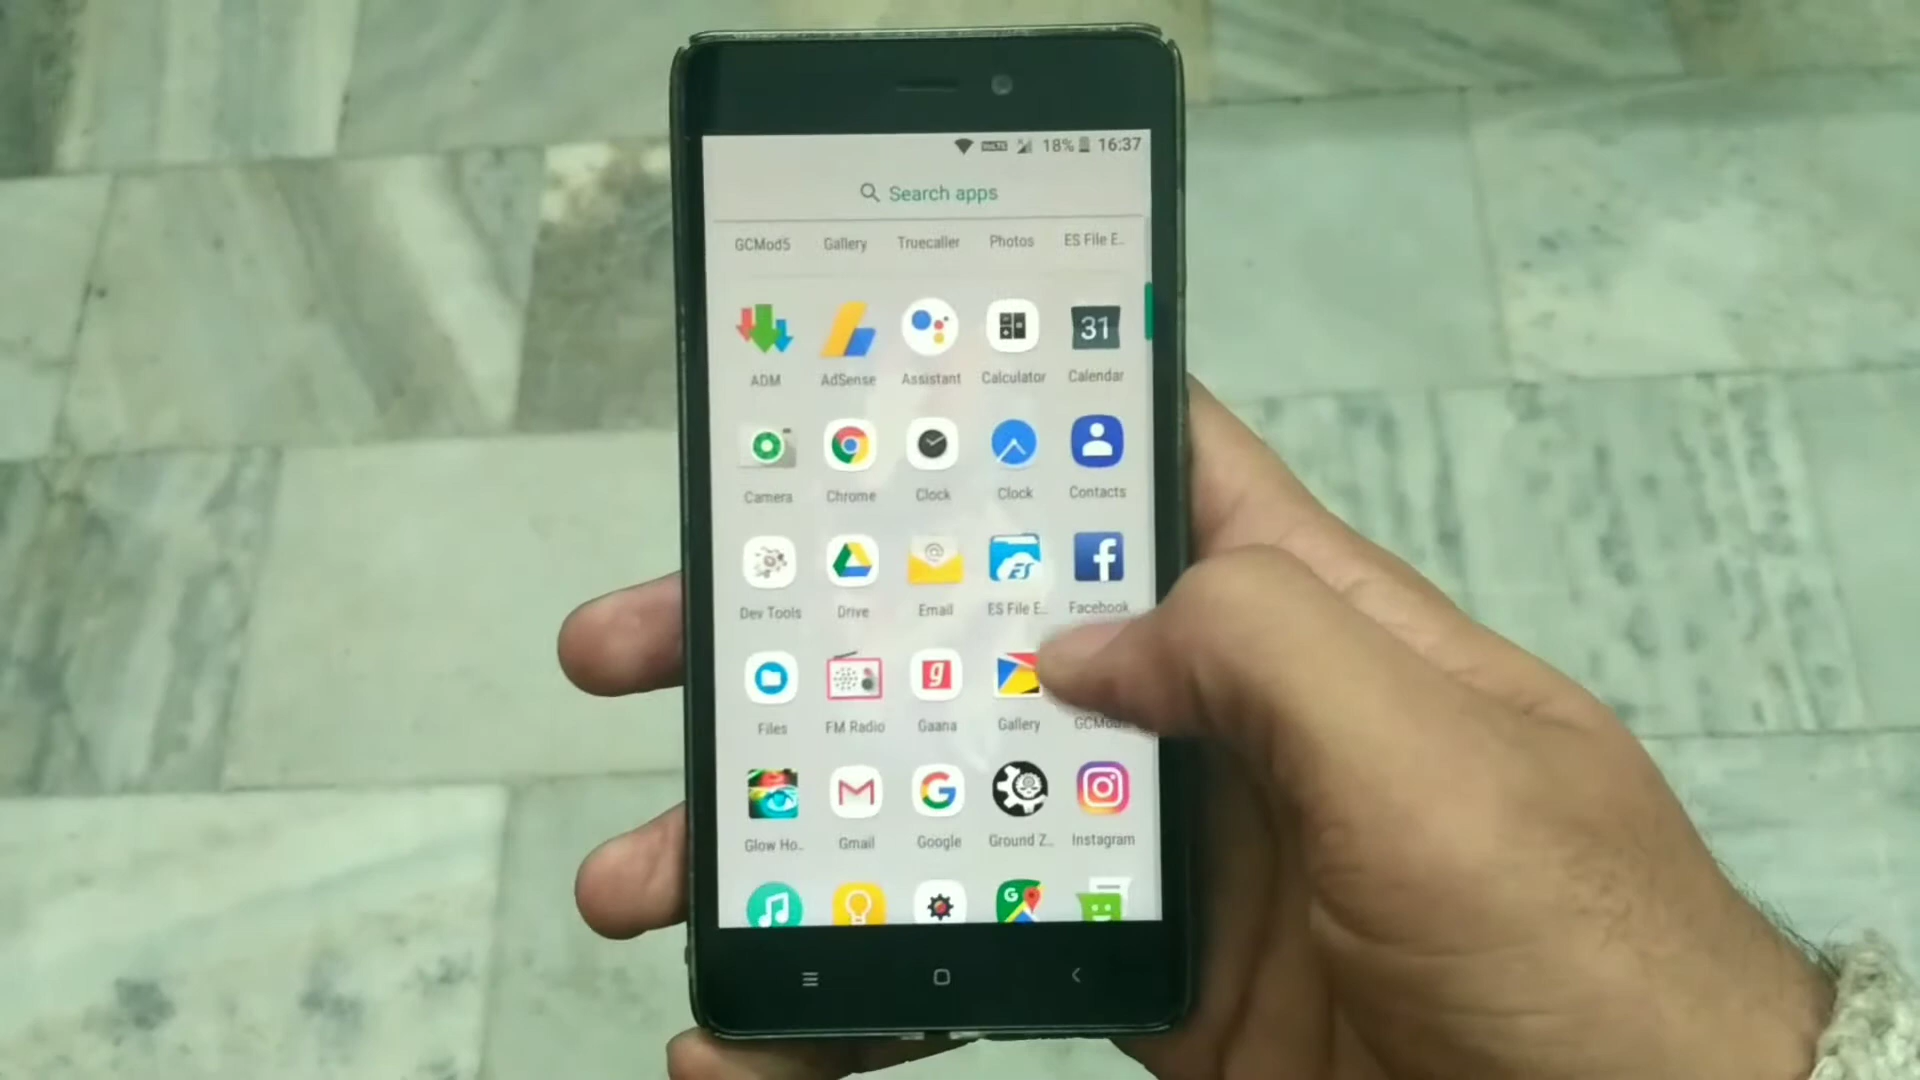 18% 16:37
Search apps
GCMod5 Gallery Truecaller Photos ES File E..
31
ADM AdSense Assistant Calculator Calendar
Camera Chrome Clock Clock Contacts
Dev Tools Drive Email ES File E.. Facebook
Files FM Radio Gaana Gallery
Glow Ho.. Gmail Google Ground Z.. Instagram